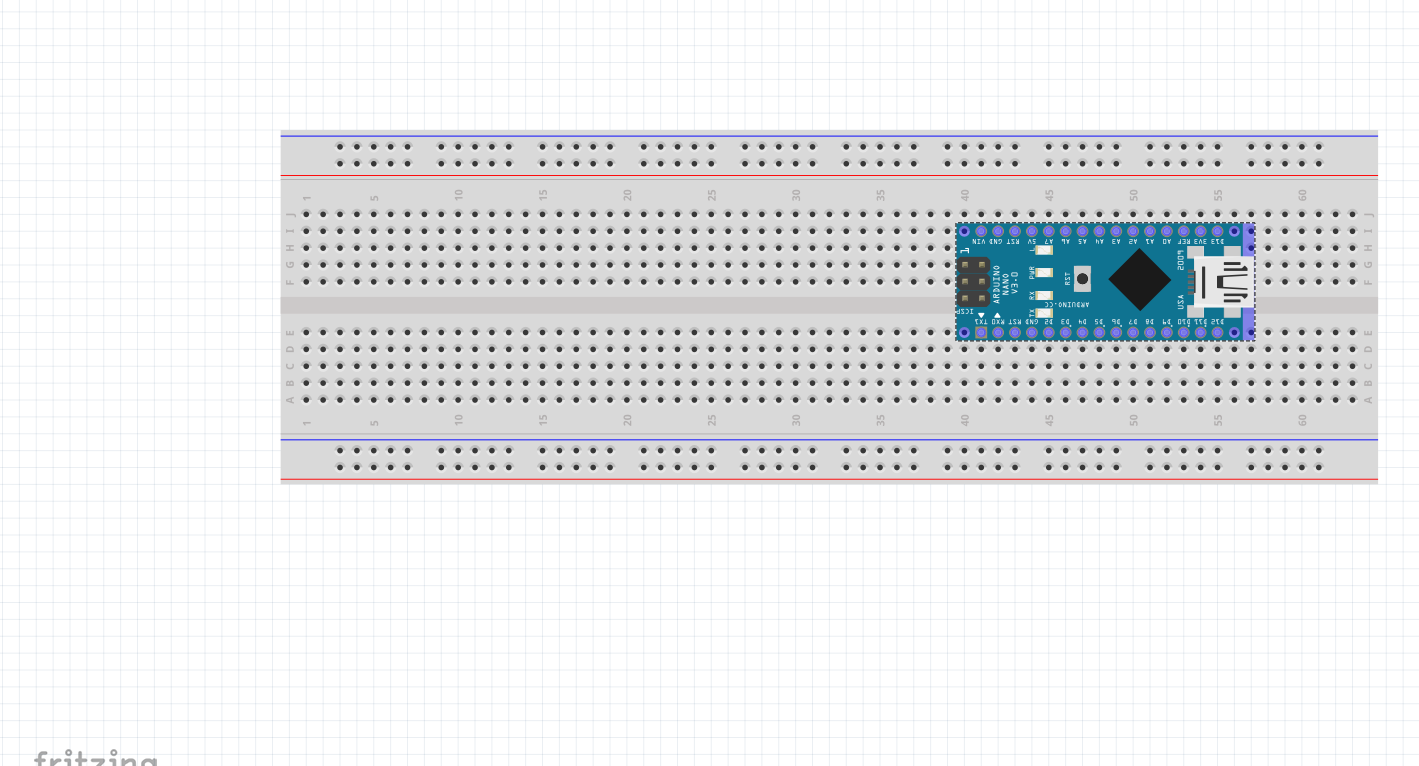 1 5 10 15 20 25 30 35 40 45 50 55 60
J J
I I
H H
G G
F F
VIN GND RST 5V A7 A6 A5 A4 A3 A2 A1 A0 REF 3V3 D13
L
PWR
RX
TX
1
ICSP
ARDUINO
NANO
V3.0
RST
ARDUINO.CC
2009
USA
TX1 RX0 RST GND D2 D3 D4 D5 D6 D7 D8 D9 D10 D11 D12
E E
D D
C C
B B
A A
1 5 10 15 20 25 30 35 40 45 50 55 60
fritzing